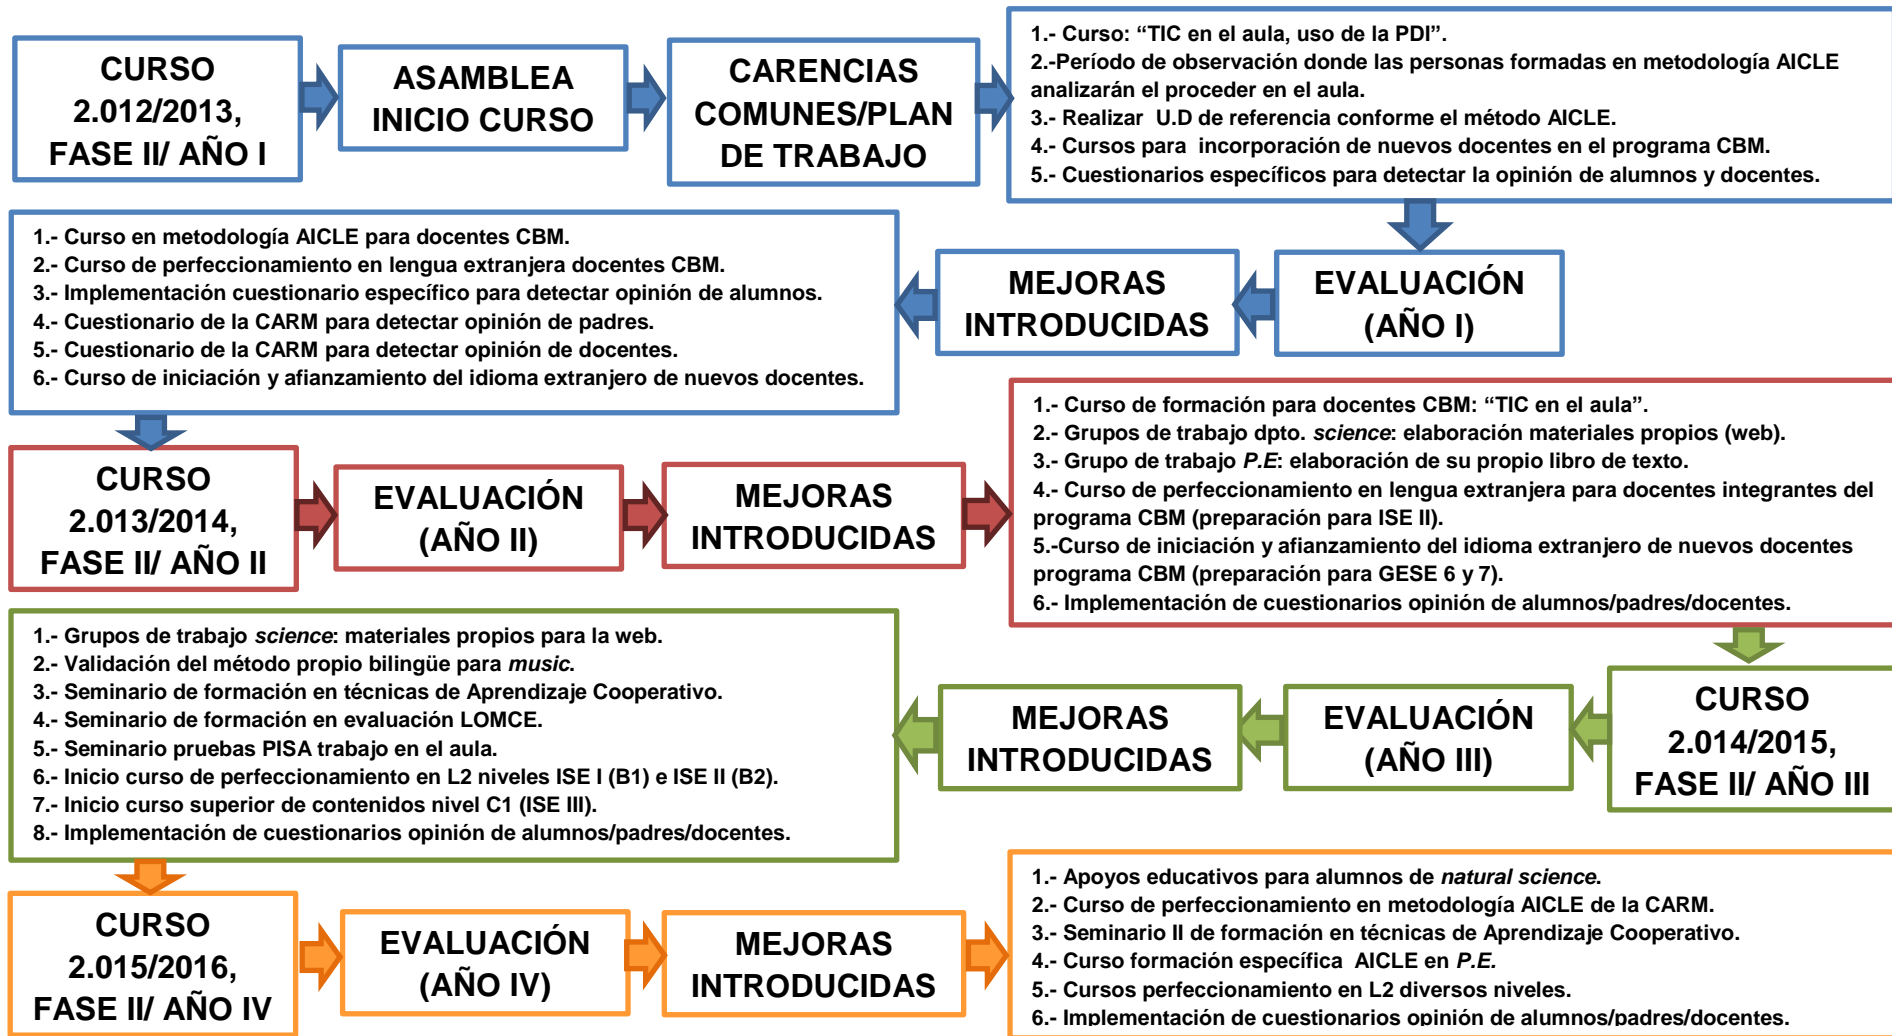 CURSO
2.012/2013,
FASE II/ AÑO I
ASAMBLEA
INICIO CURSO
CARENCIAS
COMUNES/PLAN
DE TRABAJO
1.- Curso: “TIC en el aula, uso de la PDI”.
2.-Período de observación donde las personas formadas en metodología AICLE
analizarán el proceder en el aula.
3.- Realizar U.D de referencia conforme el método AICLE.
4.- Cursos para incorporación de nuevos docentes en el programa CBM.
5.- Cuestionarios específicos para detectar la opinión de alumnos y docentes.
EVALUACIÓN
(AÑO I)
MEJORAS
INTRODUCIDAS
1.- Curso en metodología AICLE para docentes CBM.
2.- Curso de perfeccionamiento en lengua extranjera docentes CBM.
3.- Implementación cuestionario específico para detectar opinión de alumnos.
4.- Cuestionario de la CARM para detectar opinión de padres.
5.- Cuestionario de la CARM para detectar opinión de docentes.
6.- Curso de iniciación y afianzamiento del idioma extranjero de nuevos docentes.
CURSO
2.013/2014,
FASE II/ AÑO II
EVALUACIÓN
(AÑO II)
MEJORAS
INTRODUCIDAS
1.- Curso de formación para docentes CBM: “TIC en el aula”.
2.- Grupos de trabajo dpto. science: elaboración materiales propios (web).
3.- Grupo de trabajo P.E: elaboración de su propio libro de texto.
4.- Curso de perfeccionamiento en lengua extranjera para docentes integrantes del
programa CBM (preparación para ISE II).
5.-Curso de iniciación y afianzamiento del idioma extranjero de nuevos docentes
programa CBM (preparación para GESE 6 y 7).
6.- Implementación de cuestionarios opinión de alumnos/padres/docentes.
CURSO
2.014/2015,
FASE II/ AÑO III
EVALUACIÓN
(AÑO III)
MEJORAS
INTRODUCIDAS
1.- Grupos de trabajo science: materiales propios para la web.
2.- Validación del método propio bilingüe para music.
3.- Seminario de formación en técnicas de Aprendizaje Cooperativo.
4.- Seminario de formación en evaluación LOMCE.
5.- Seminario pruebas PISA trabajo en el aula.
6.- Inicio curso de perfeccionamiento en L2 niveles ISE I (B1) e ISE II (B2).
7.- Inicio curso superior de contenidos nivel C1 (ISE III).
8.- Implementación de cuestionarios opinión de alumnos/padres/docentes.
CURSO
2.015/2016,
FASE II/ AÑO IV
EVALUACIÓN
(AÑO IV)
MEJORAS
INTRODUCIDAS
1.- Apoyos educativos para alumnos de natural science.
2.- Curso de perfeccionamiento en metodología AICLE de la CARM.
3.- Seminario II de formación en técnicas de Aprendizaje Cooperativo.
4.- Curso formación específica AICLE en P.E.
5.- Cursos perfeccionamiento en L2 diversos niveles.
6.- Implementación de cuestionarios opinión de alumnos/padres/docentes.